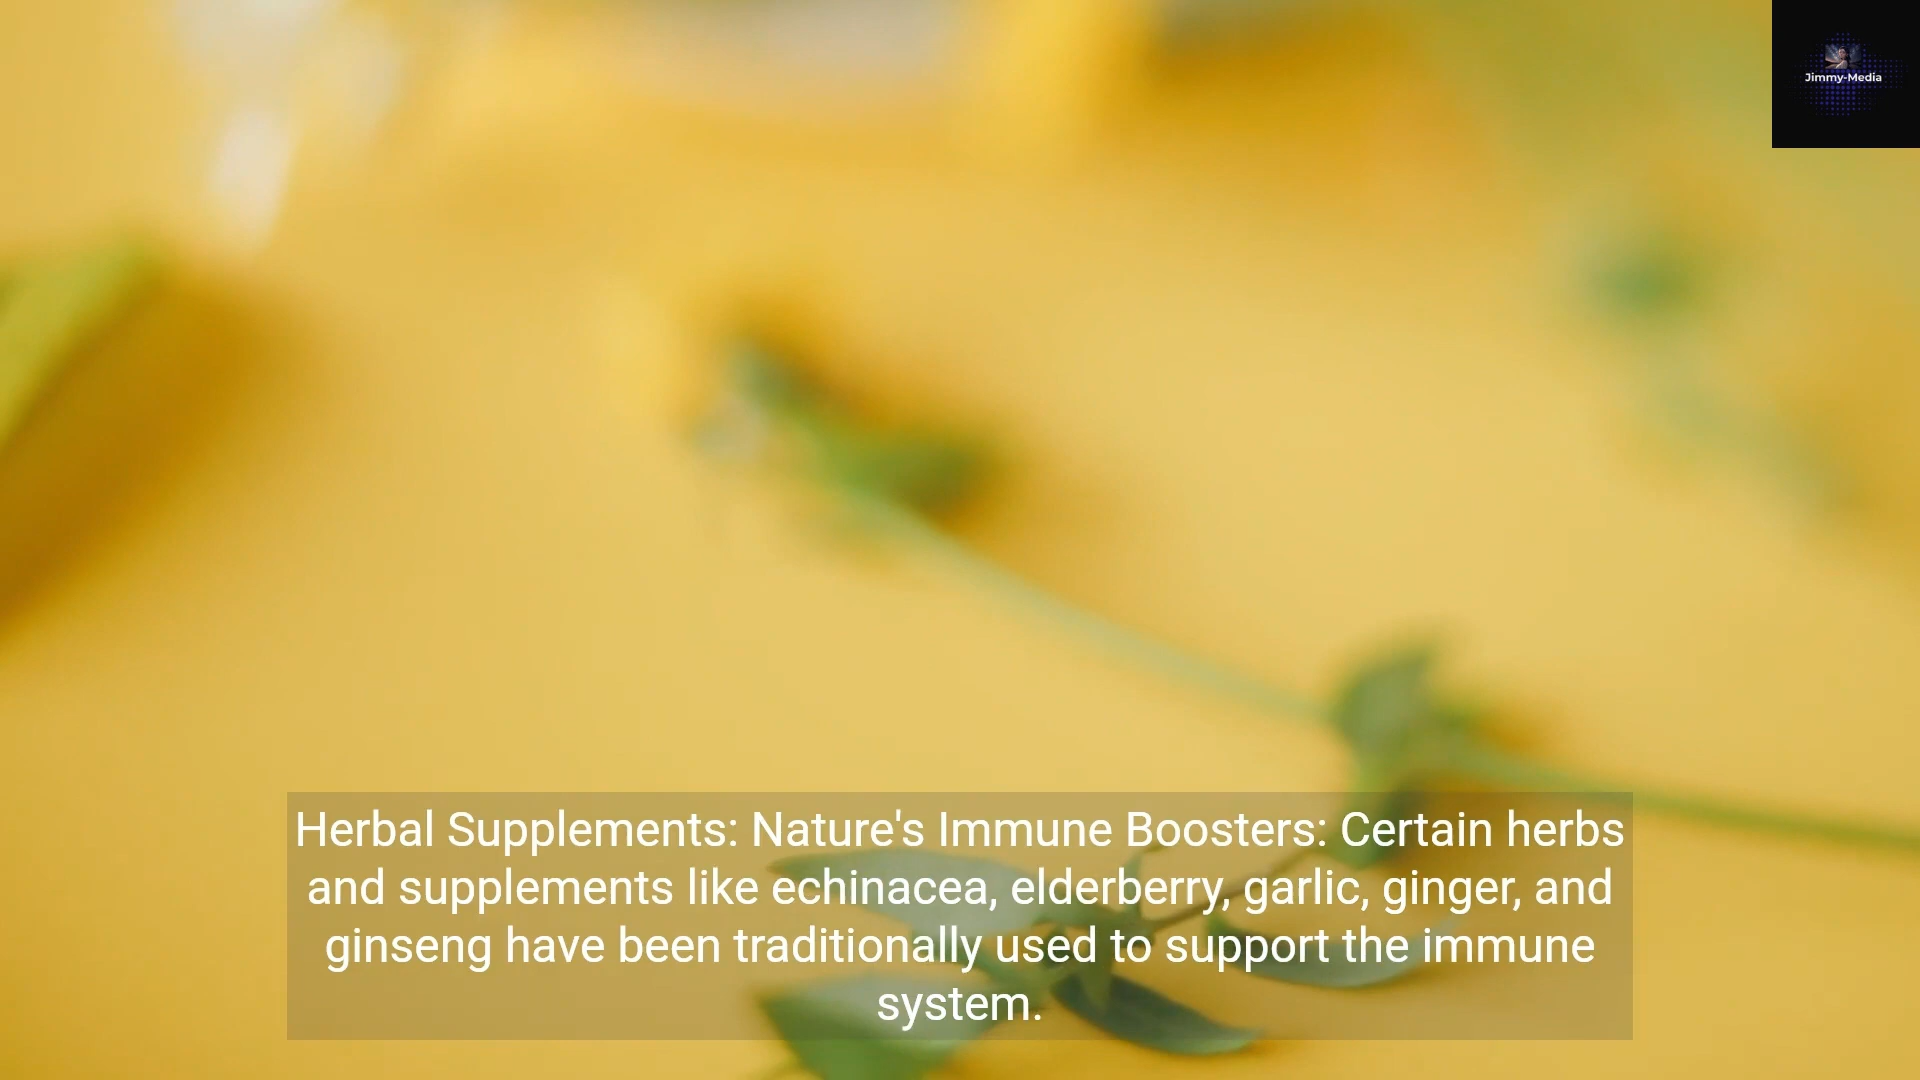 Jimmy-Media
Herbal Supplements: Nature's Immune Boosters: Certain herbs
and supplements like echinacea, elderberry, garlic, ginger, and
ginseng have been traditionally used to support the immune
system.